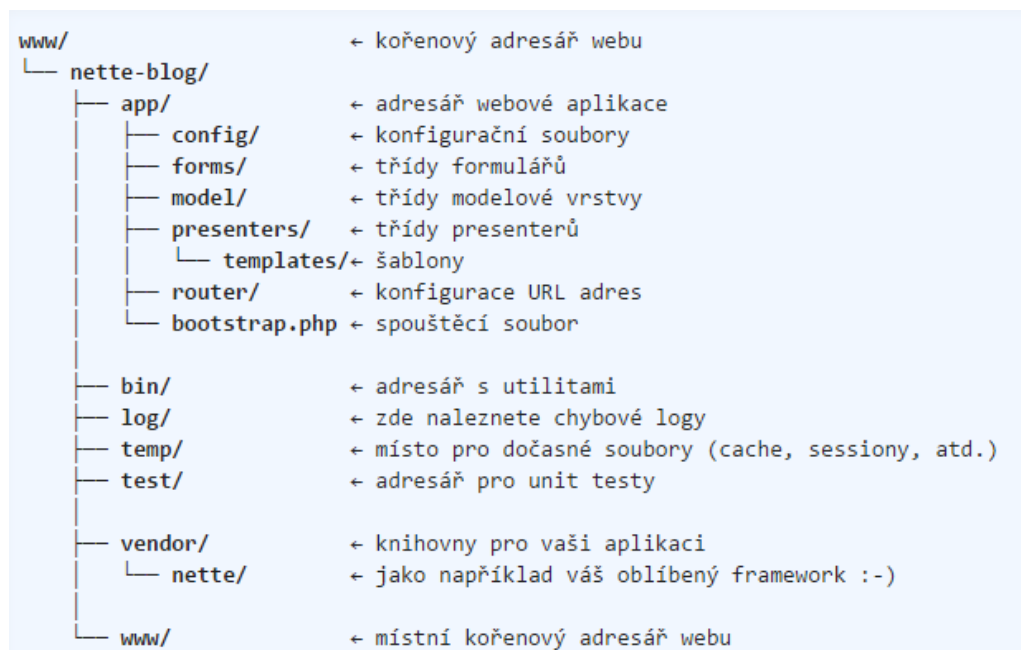 www/                             ← kořenový adresář webu
└── nette-blog/
    ├── app/                     ← adresář webové aplikace
    │   ├── config/              ← konfigurační soubory
    │   ├── forms/               ← třídy formulářů
    │   ├── model/               ← třídy modelové vrstvy
    │   ├── presenters/          ← třídy presenterů
    │   │   └── templates/← šablony
    │   ├── router/              ← konfigurace URL adres
    │   └── bootstrap.php ← spouštěcí soubor
    │
    ├── bin/                     ← adresář s utilitami
    ├── log/                     ← zde naleznete chybové logy
    ├── temp/                    ← místo pro dočasné soubory (cache, sessiony, atd.)
    ├── test/                    ← adresář pro unit testy
    │
    ├── vendor/                  ← knihovny pro vaši aplikaci
    │   └── nette/               ← jako například váš oblíbený framework :-)
    │
    └── www/                     ← místní kořenový adresář webu